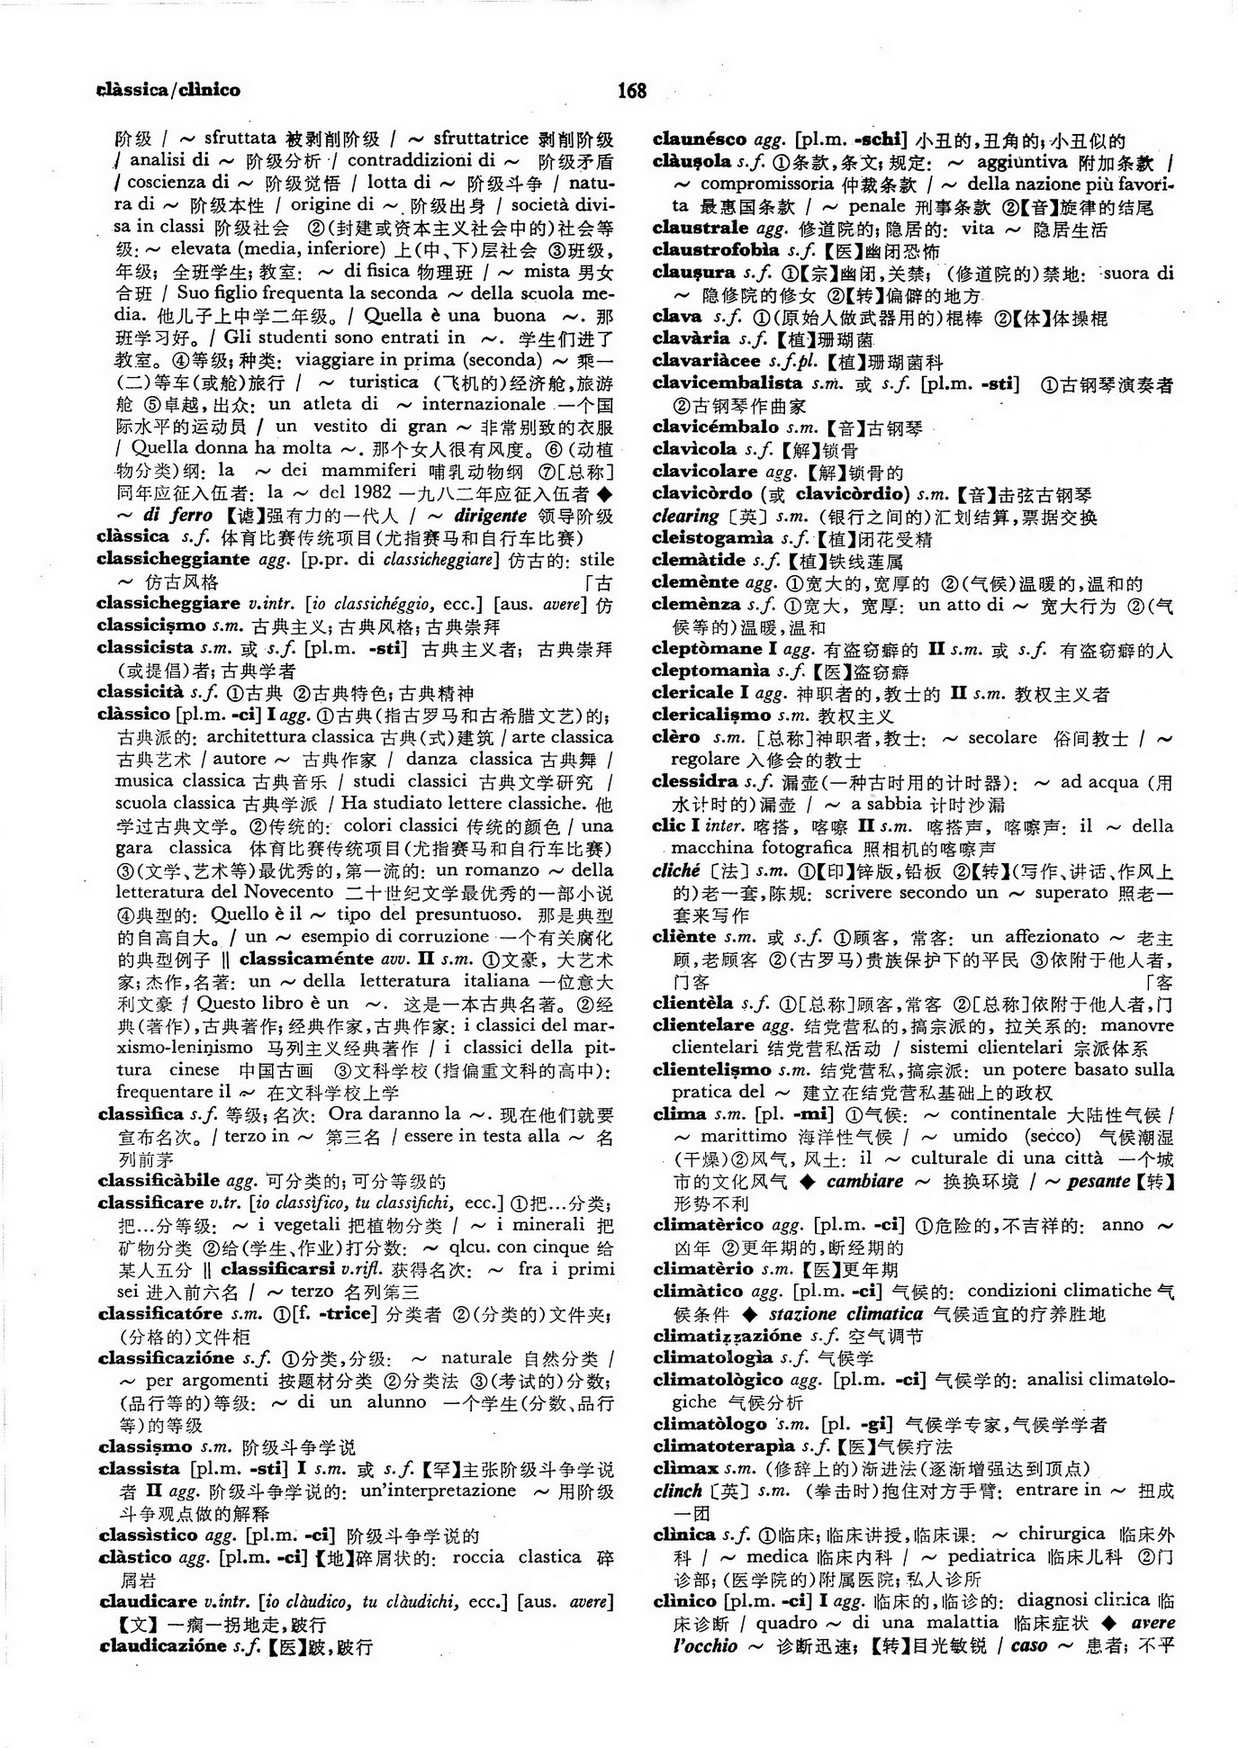 clàssica/clìnico
168
阶级 / ～ sfruttata 被剥削阶级 / ～ sfruttatrice 剥削阶级
/ analisi di ～ 阶级分析 / contraddizioni di ～ 阶级矛盾
/ coscienza di ～ 阶级觉悟 / lotta di ～ 阶级斗争 / natu-
ra di ～ 阶级本性 / origine di ～ 阶级出身 / società divi-
sa in classi 阶级社会 ②(封建或资本主义社会中的)社会等
级: ～ elevata (media, inferiore) 上(中、下)层社会 ③班级,
年级; 全班学生; 教室: ～ di fisica 物理班 / ～ mista 男女
合班 / Suo figlio frequenta la seconda ～ della scuola me-
dia. 他儿子上中学二年级。/ Quella è una buona ～. 那
班学习好。/ Gli studenti sono entrati in ～. 学生们进了
教室。④等级; 种类: viaggiare in prima (seconda) ～ 乘一
(二)等车(或舱)旅行 / ～ turistica (飞机的)经济舱,旅游
舱 ⑤卓越, 出众: un atleta di ～ internazionale 一个国
际水平的运动员 / un vestito di gran ～ 非常别致的衣服
/ Quella donna ha molta ～. 那个女人很有风度。⑥(动植
物分类)纲: la ～ dei mammiferi 哺乳动物纲 ⑦[总称]
同年应征入伍者: la ～ del 1982 一九八二年应征入伍者 ◆
～ di ferro 【谑】强有力的一代人 / ～ dirigente 领导阶级
clàssica s.f. 体育比赛传统项目(尤指赛马和自行车比赛)
classicheggiante agg. [p.pr. di classicheggiare] 仿古的: stile
～ 仿古风格 「古
classicheggiare v.intr. [io classichéggio, ecc.] [aus. avere] 仿
classicişmo s.m. 古典主义; 古典风格; 古典崇拜
classicista s.m. 或 s.f. [pl.m. -sti] 古典主义者; 古典崇拜
(或提倡)者; 古典学者
classicità s.f. ①古典 ②古典特色; 古典精神
clàssico [pl.m. -ci] I agg. ①古典(指古罗马和古希腊文艺)的;
古典派的: architettura classica 古典(式)建筑 / arte classica
古典艺术 / autore ～ 古典作家 / danza classica 古典舞 /
musica classica 古典音乐 / studi classici 古典文学研究 /
scuola classica 古典学派 / Ha studiato lettere classiche. 他
学过古典文学。②传统的: colori classici 传统的颜色 / una
gara classica 体育比赛传统项目(尤指赛马和自行车比赛)
③(文学、艺术等)最优秀的,第一流的: un romanzo ～ della
letteratura del Novecento 二十世纪文学最优秀的一部小说
④典型的: Quello è il ～ tipo del presuntuoso. 那是典型
的自高自大。/ un ～ esempio di corruzione 一个有关腐化
的典型例子 ‖ classicaménte avv. II s.m. ①文豪, 大艺术
家; 杰作, 名著: un ～ della letteratura italiana 一位意大
利文豪 / Questo libro è un ～. 这是一本古典名著。②经
典(著作), 古典著作; 经典作家, 古典作家: i classici del mar-
xismo-leninişmo 马列主义经典著作 / i classici della pit-
tura cinese 中国古画 ③文科学校(指偏重文科的高中):
frequentare il ～ 在文科学校上学
classìfica s.f. 等级; 名次: Ora daranno la ～. 现在他们就要
宣布名次。/ terzo in ～ 第三名 / essere in testa alla ～ 名
列前茅
classificàbile agg. 可分类的; 可分等级的
classificare v.tr. [io classìfico, tu classìfichi, ecc.] ①把…分类;
把…分等级: ～ i vegetali 把植物分类 / ～ i minerali 把
矿物分类 ②给(学生、作业)打分数: ～ qlcu. con cinque 给
某人五分 ‖ classificarsi v.rifl. 获得名次: ～ fra i primi
sei 进入前六名 / ～ terzo 名列第三
classificatóre s.m. ①[f. -trice] 分类者 ②(分类的)文件夹;
(分格的)文件柜
classificazióne s.f. ①分类,分级: ～ naturale 自然分类 /
～ per argomenti 按题材分类 ②分类法 ③(考试的)分数;
(品行等的)等级: ～ di un alunno 一个学生(分数、品行
等)的等级
classişmo s.m. 阶级斗争学说
classista [pl.m. -sti] I s.m. 或 s.f.【罕】主张阶级斗争学说
者 II agg. 阶级斗争学说的: un'interpretazione ～ 用阶级
斗争观点做的解释
classìstico agg. [pl.m. -ci] 阶级斗争学说的
clàstico agg. [pl.m. -ci]【地】碎屑状的: roccia clastica 碎
屑岩
claudicare v.intr. [io clàudico, tu clàudichi, ecc.] [aus. avere]
【文】一瘸一拐地走,跛行
claudicazióne s.f.【医】跛,跛行
claunésco agg. [pl.m. -schi] 小丑的,丑角的; 小丑似的
clàuşola s.f. ①条款,条文; 规定: ～ aggiuntiva 附加条款 /
～ compromissoria 仲裁条款 / ～ della nazione più favori-
ta 最惠国条款 / ～ penale 刑事条款 ②【音】旋律的结尾
claustrale agg. 修道院的; 隐居的: vita ～ 隐居生活
claustrofobìa s.f.【医】幽闭恐怖
clauşura s.f. ①【宗】幽闭,关禁; (修道院的)禁地: suora di
～ 隐修院的修女 ②【转】偏僻的地方
clava s.f. ①(原始人做武器用的)棍棒 ②【体】体操棍
clavària s.f.【植】珊瑚菌
clavariàcee s.f.pl.【植】珊瑚菌科
clavicembalista s.m. 或 s.f. [pl.m. -sti] ①古钢琴演奏者
②古钢琴作曲家
clavicémbalo s.m.【音】古钢琴
clavìcola s.f.【解】锁骨
clavicolare agg.【解】锁骨的
clavicòrdo (或 clavicòrdio) s.m.【音】击弦古钢琴
clearing [英] s.m. (银行之间的)汇划结算,票据交换
cleistogamìa s.f.【植】闭花受精
clemàtide s.f.【植】铁线莲属
clemènte agg. ①宽大的,宽厚的 ②(气候)温暖的,温和的
clemènza s.f. ①宽大, 宽厚: un atto di ～ 宽大行为 ②(气
候等的)温暖,温和
cleptòmane I agg. 有盗窃癖的 II s.m. 或 s.f. 有盗窃癖的人
cleptomanìa s.f.【医】盗窃癖
clericale I agg. 神职者的,教士的 II s.m. 教权主义者
clericalişmo s.m. 教权主义
clèro s.m. [总称]神职者,教士: ～ secolare 俗间教士 / ～
regolare 入修会的教士
clessidra s.f. 漏壶(一种古时用的计时器): ～ ad acqua (用
水计时的)漏壶 / ～ a sabbia 计时沙漏
clic I inter. 喀搭, 喀嚓 II s.m. 喀搭声, 喀嚓声: il ～ della
macchina fotografica 照相机的喀嚓声
cliché [法] s.m. ①【印】锌版,铅板 ②【转】(写作、讲话、作风上
的)老一套,陈规: scrivere secondo un ～ superato 照老一
套来写作
cliènte s.m. 或 s.f. ①顾客, 常客: un affezionato ～ 老主
顾,老顾客 ②(古罗马)贵族保护下的平民 ③依附于他人者,
门客 「客
clientèla s.f. ①[总称]顾客,常客 ②[总称]依附于他人者,门
clientelare agg. 结党营私的,搞宗派的, 拉关系的: manovre
clientelari 结党营私活动 / sistemi clientelari 宗派体系
clientelişmo s.m. 结党营私,搞宗派: un potere basato sulla
pratica del ～ 建立在结党营私基础上的政权
clima s.m. [pl. -mi] ①气候: ～ continentale 大陆性气候 /
～ marittimo 海洋性气候 / ～ umido (secco) 气候潮湿
(干燥)②风气, 风土: il ～ culturale di una città 一个城
市的文化风气 ◆ cambiare ～ 换换环境 / ～ pesante【转】
形势不利
climatèrico agg. [pl.m. -ci] ①危险的,不吉祥的: anno ～
凶年 ②更年期的,断经期的
climatèrio s.m.【医】更年期
climàtico agg. [pl.m. -ci] 气候的: condizioni climatiche 气
候条件 ◆ stazione climatica 气候适宜的疗养胜地
climatiẓẓazióne s.f. 空气调节
climatologìa s.f. 气候学
climatològico agg. [pl.m. -ci] 气候学的: analisi climatolo-
giche 气候分析
climatòlogo s.m. [pl. -gi] 气候学专家,气候学学者
climatoterapìa s.f.【医】气候疗法
clìmax s.m. (修辞上的)渐进法(逐渐增强达到顶点)
clinch [英] s.m. (拳击时)抱住对方手臂: entrare in ～ 扭成
一团
clìnica s.f. ①临床; 临床讲授,临床课: ～ chirurgica 临床外
科 / ～ medica 临床内科 / ～ pediatrica 临床儿科 ②门
诊部; (医学院的)附属医院; 私人诊所
clìnico [pl.m. -ci] I agg. 临床的,临诊的: diagnosi clinica 临
床诊断 / quadro ～ di una malattia 临床症状 ◆ avere
l'occhio ～ 诊断迅速; 【转】目光敏锐 / caso ～ 患者; 不平